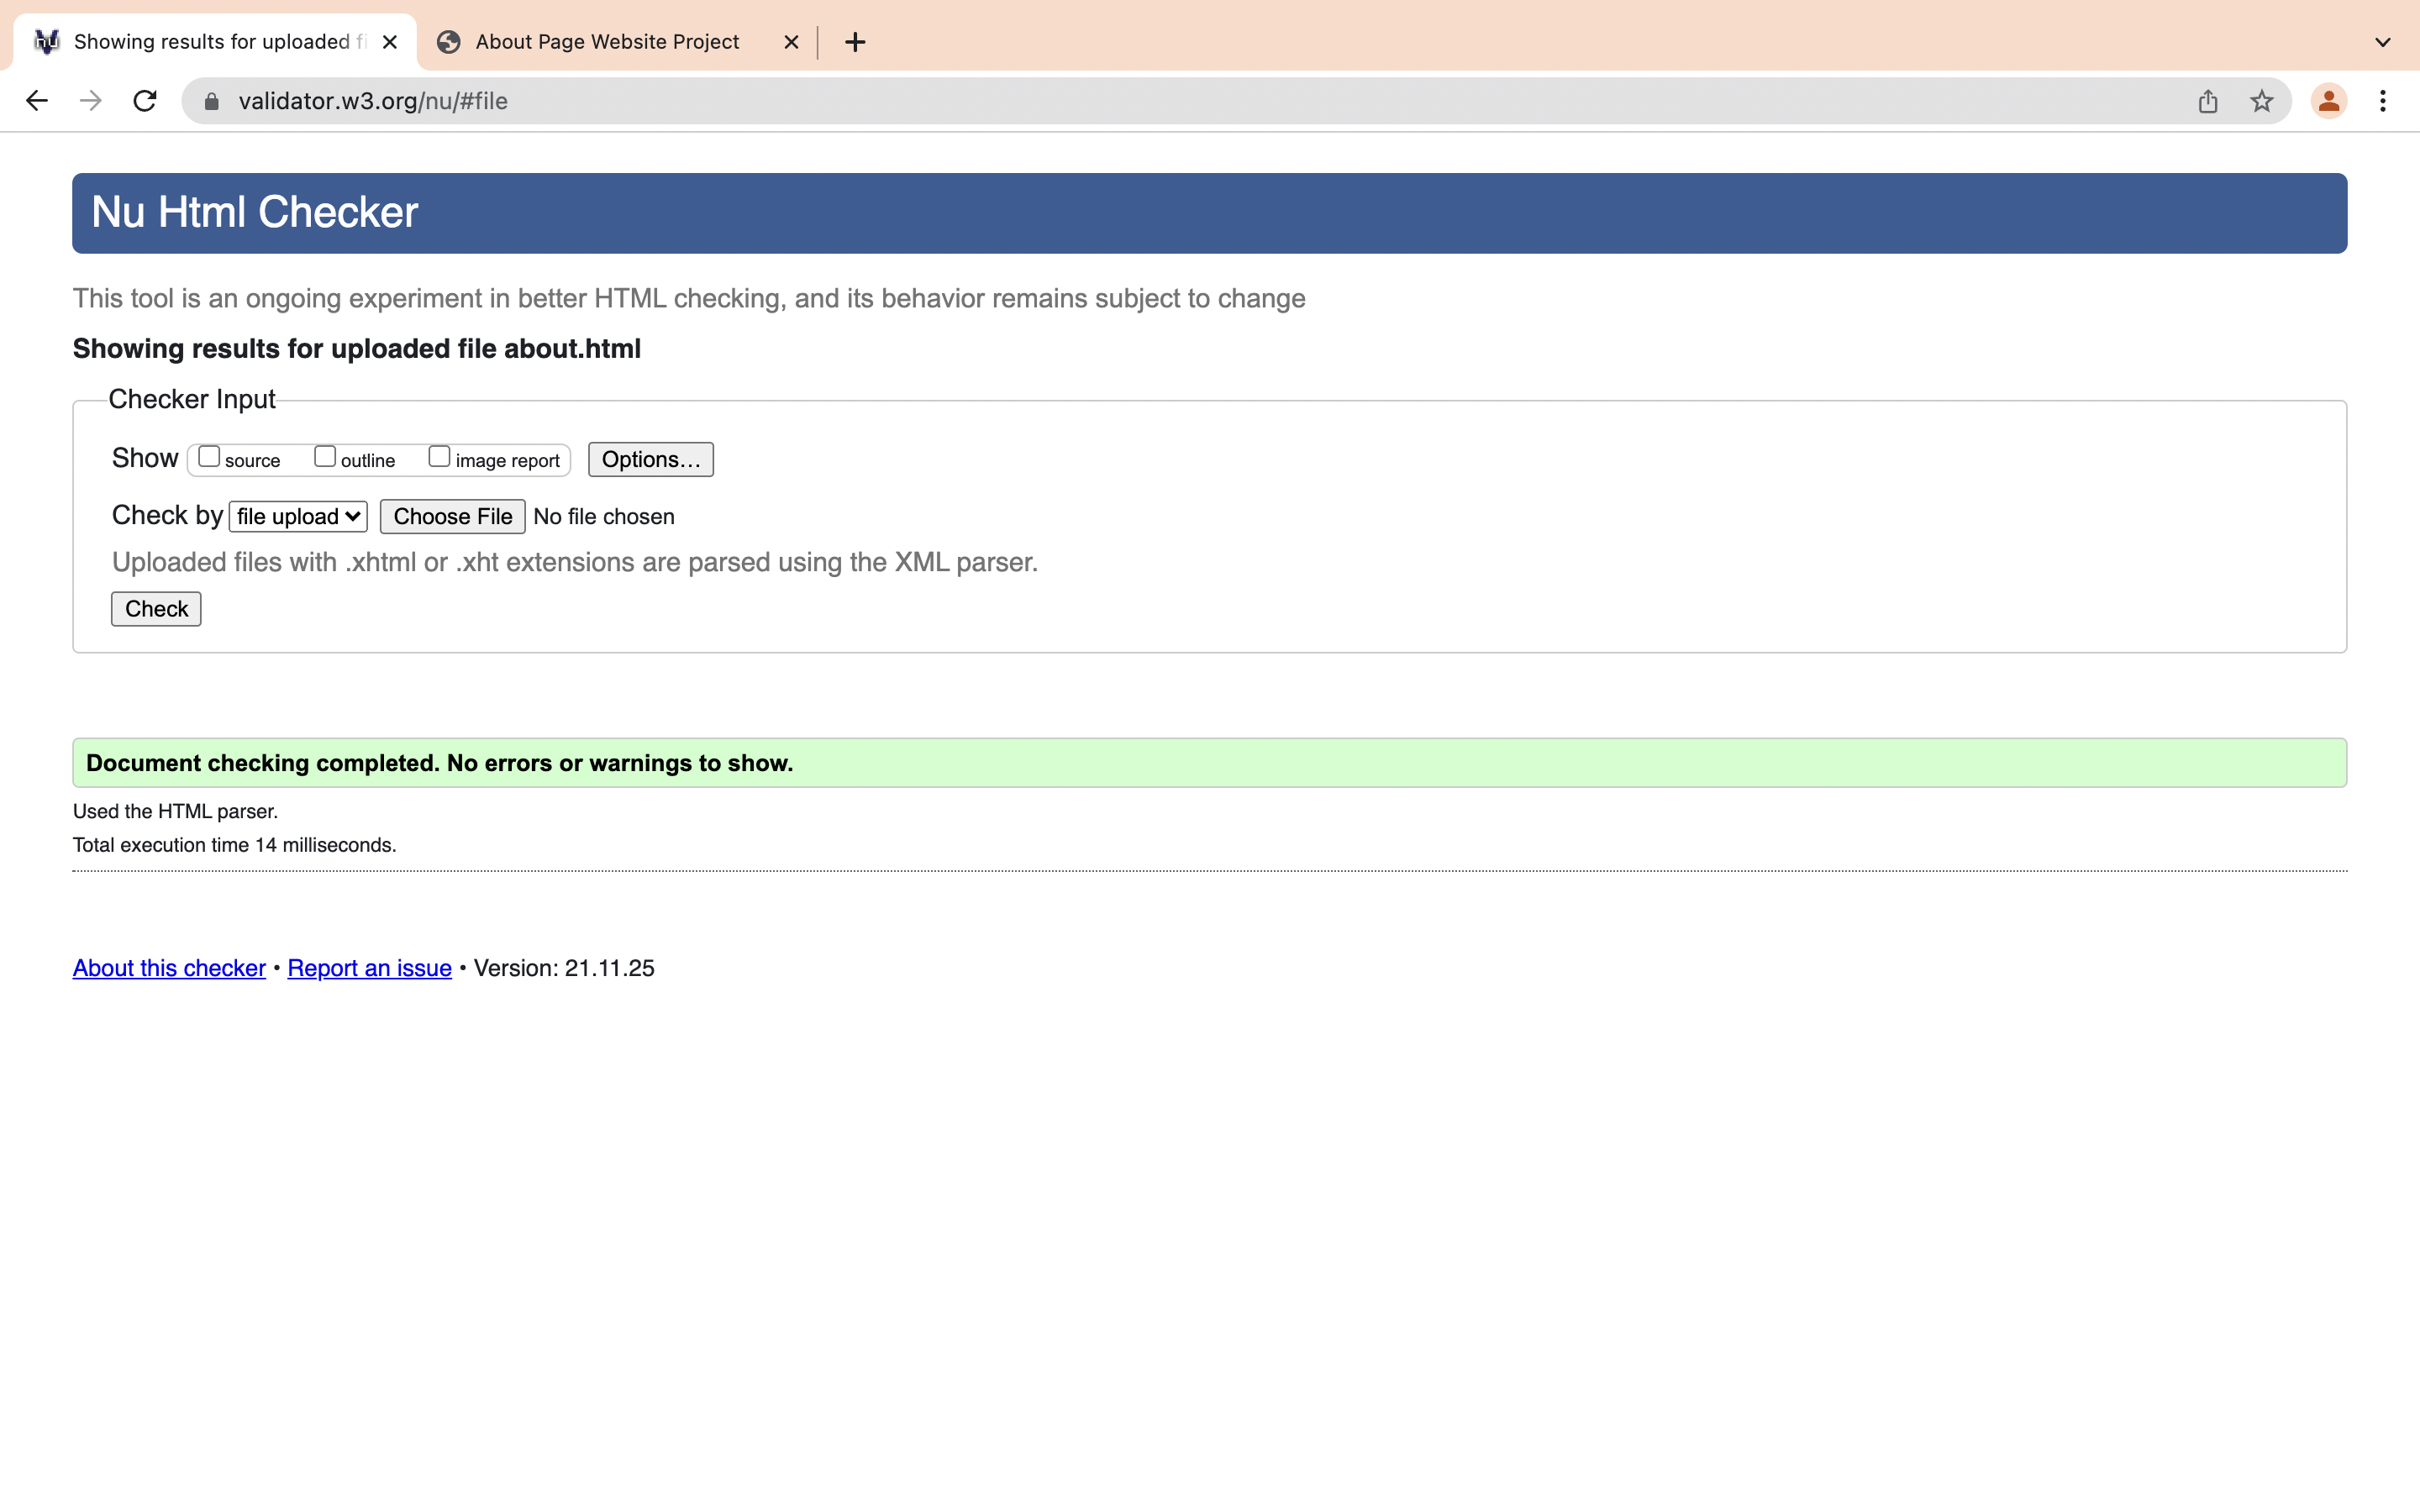 Showing results for uploaded fi
About Page Website Project
validator.w3.org/nu/#file
Nu Html Checker
This tool is an ongoing experiment in better HTML checking, and its behavior remains subject to change
Showing results for uploaded file about.html
Checker Input
Show source outline image report Options...
Check by file upload Choose File No file chosen
Uploaded files with .xhtml or .xht extensions are parsed using the XML parser.
Check
Document checking completed. No errors or warnings to show.
Used the HTML parser.
Total execution time 14 milliseconds.
About this checker • Report an issue • Version: 21.11.25